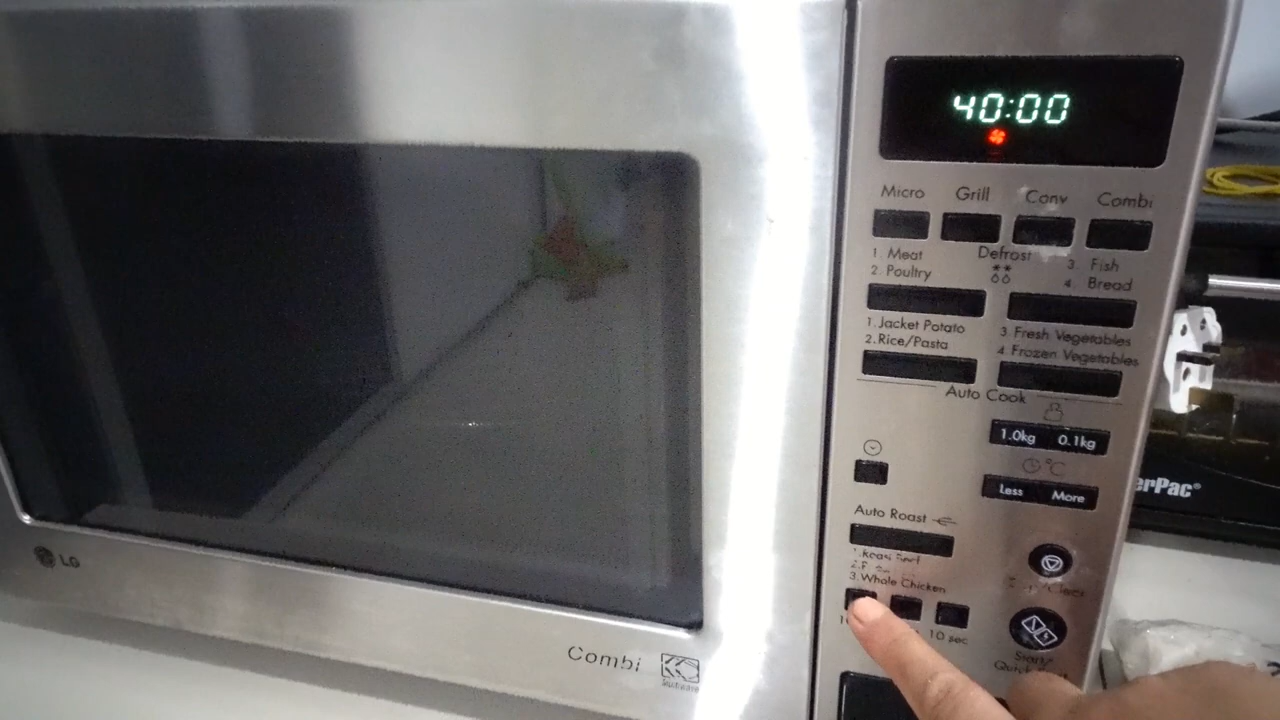 40:00
Micro Grill Conv Combi
1. Meat Defrost 3. Fish
2. Poultry 4. Bread
1. Jacket Potato 3. Fresh Vegetables
2. Rice/Pasta 4. Frozen Vegetables
Auto Cook
1.0kg 0.1kg
°C
Less More
Auto Roast
3. Whole Chicken
10 sec
LG
Combi
erPac®